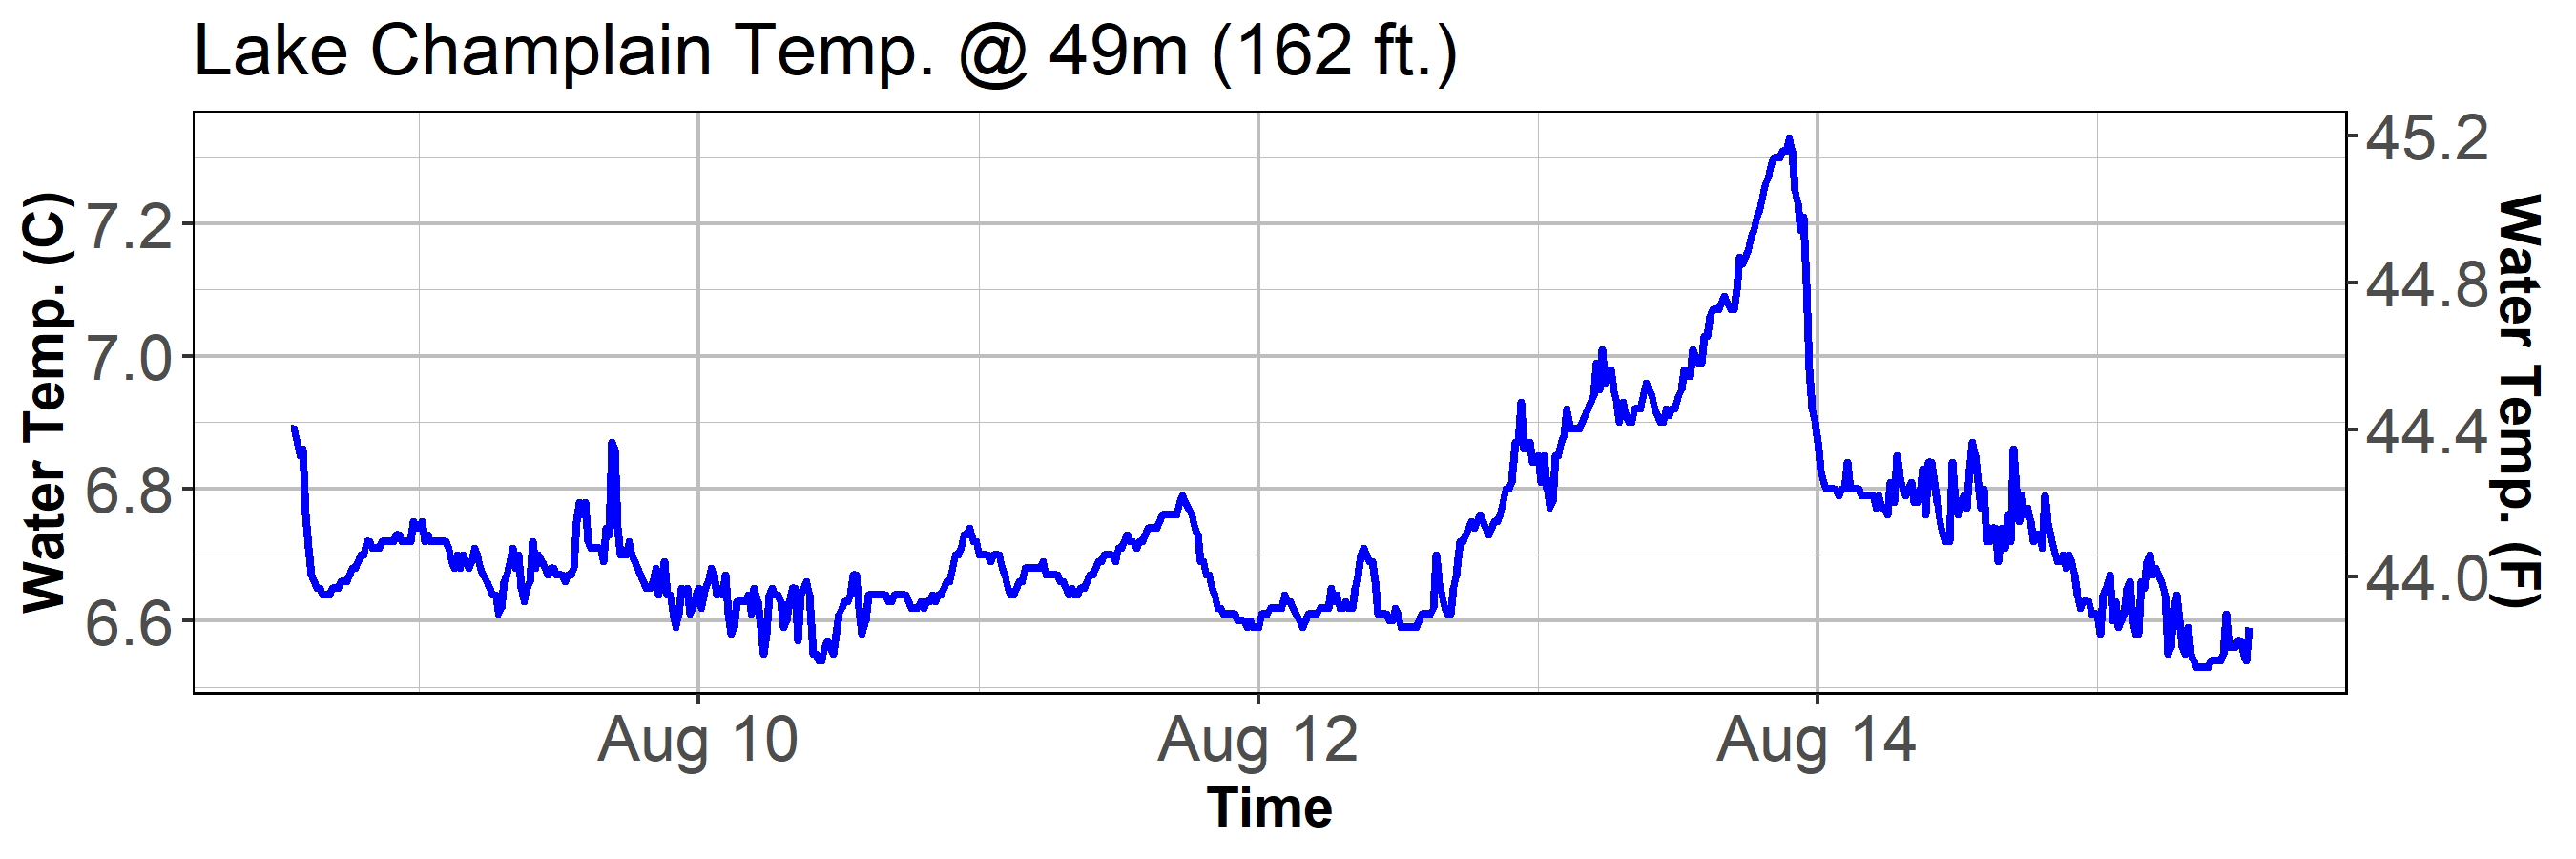 Lake Champlain Temp. @ 49m (162 ft.)
Water Temp. (C)
7.2
7.0
6.8
6.6
45.2
44.8
44.4
44.0
Water Temp. (F)
Aug 10
Aug 12
Aug 14
Time